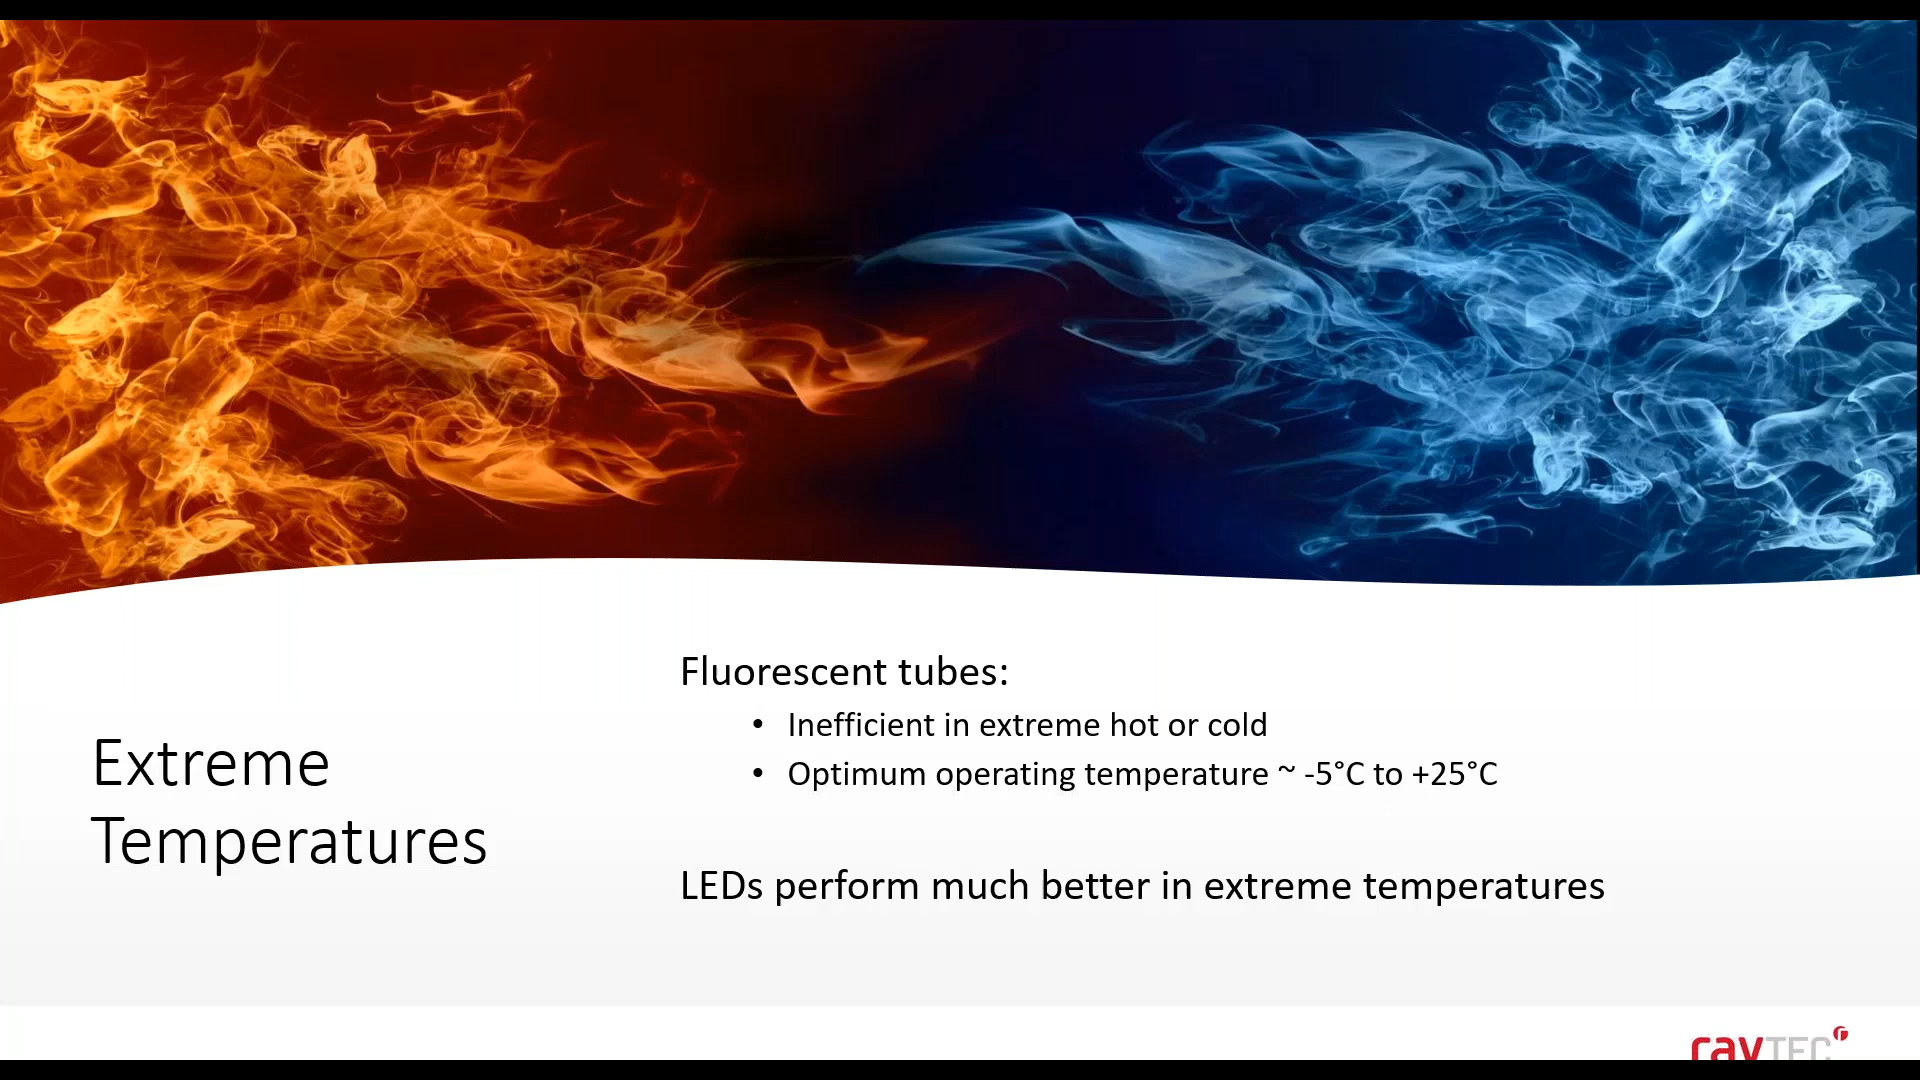 Extreme
Temperatures
Fluorescent tubes:
• Inefficient in extreme hot or cold
• Optimum operating temperature ~ -5°C to +25°C
LEDs perform much better in extreme temperatures
rayTEC